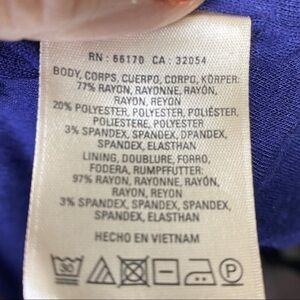 RN : 66170 CA : 32054
BODY, CORPS, CUERPO, CORPO, KÖRPER:
77% RAYON, RAYONNE, RAYÓN,
RAYON, REYON
20% POLYESTER, POLYESTER, POLIÉSTER,
POLIESTERE, POLYESTER
3% SPANDEX, SPANDEX, DPANDEX,
SPANDEX, ELASTHAN
LINING, DOUBLURE, FORRO,
FODERA, RUMPFFUTTER:
97% RAYON, RAYONNE, RAYÓN,
RAYON, REYON
3% SPANDEX, SPANDEX, SPANDEX,
SPANDEX, ELASTHAN
HECHO EN VIETNAM
30 P